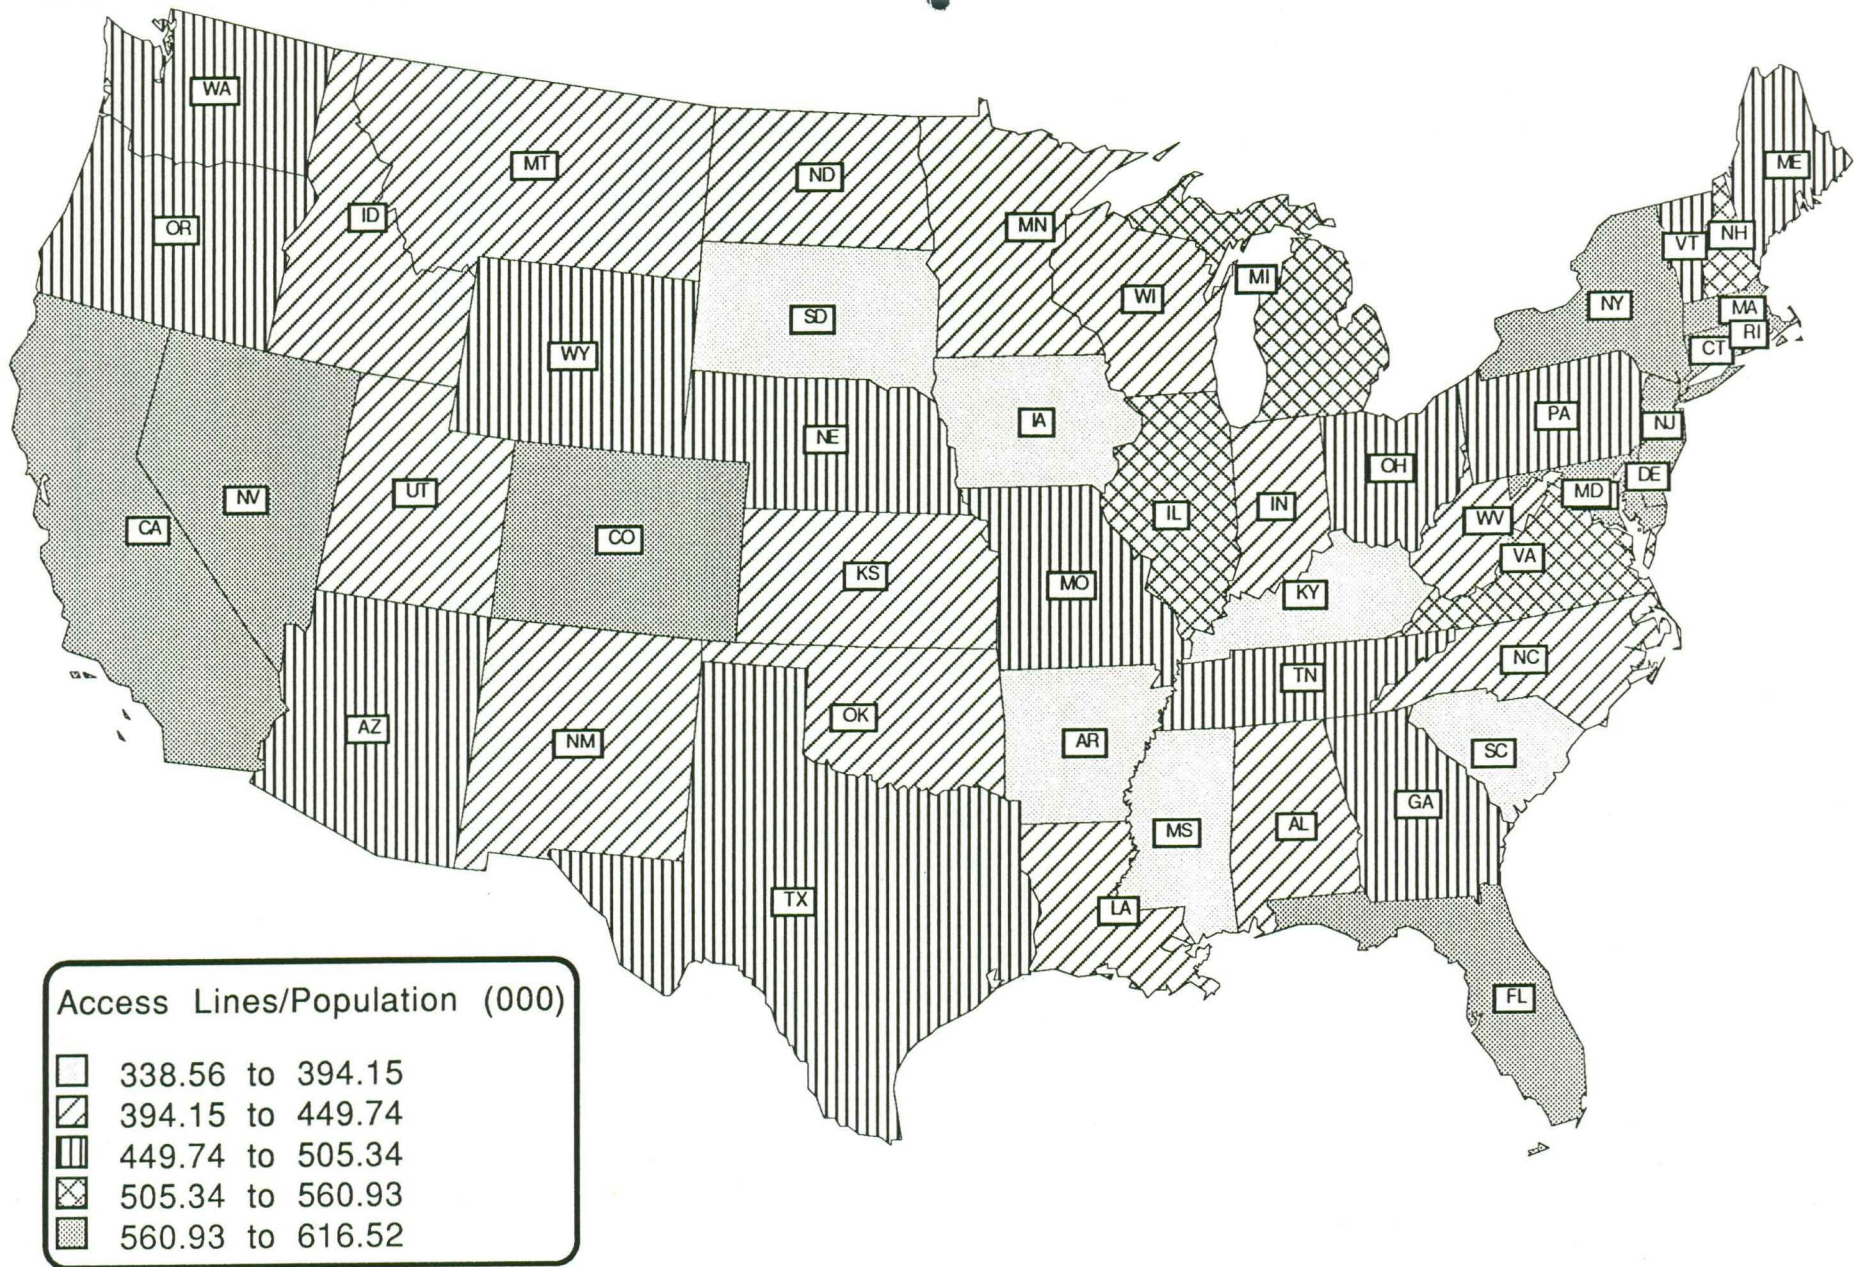 WA
MT
ND
ME
ID
MN
OR
NH
VT
MI
WI
NY
MA
SD
RI
CT
WY
PA
IA
NJ
NE
OH
DE
UT
MD
NV
IN
IL
WV
CA
CO
VA
KS
MO
KY
NC
TN
OK
AZ
NM
AR
SC
GA
AL
MS
TX
LA
FL
Access Lines/Population (000)
338.56 to 394.15
394.15 to 449.74
449.74 to 505.34
505.34 to 560.93
560.93 to 616.52